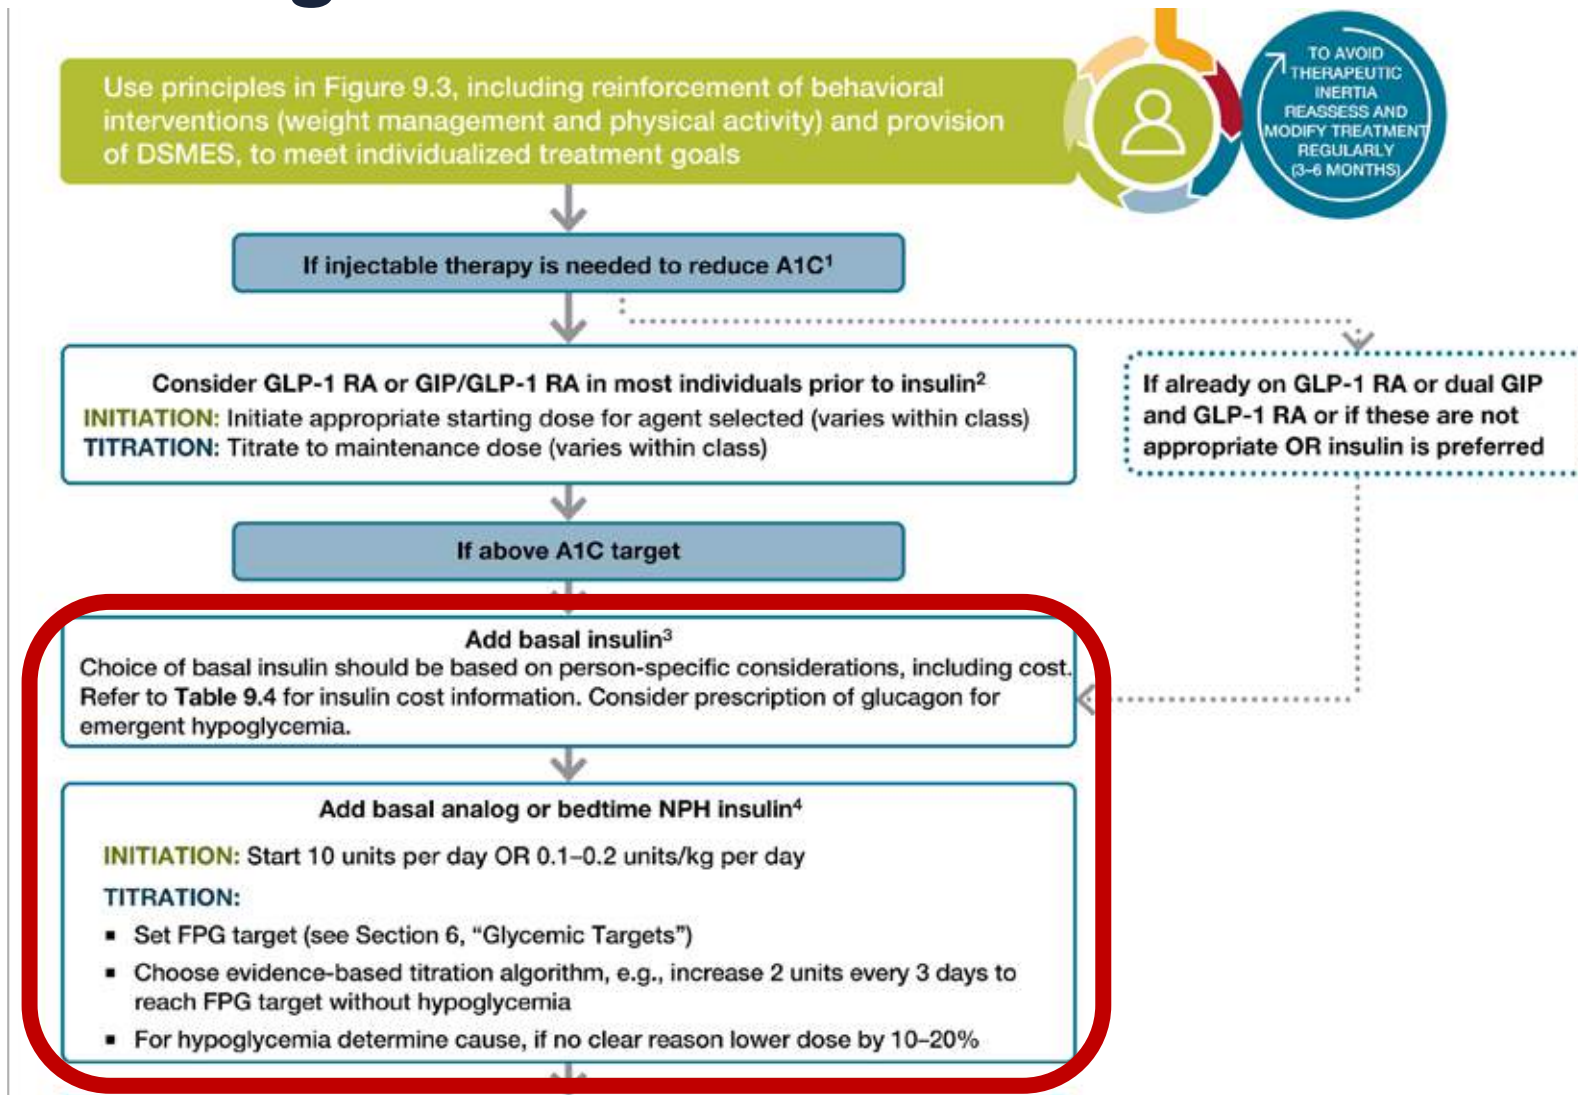 Use principles in Figure 9.3, including reinforcement of behavioral
interventions (weight management and physical activity) and provision
of DSMES, to meet individualized treatment goals
TO AVOID
THERAPEUTIC
INERTIA
REASSESS AND
MODIFY TREATMENT
REGULARLY
(3–6 MONTHS)
If injectable therapy is needed to reduce A1C¹
Consider GLP-1 RA or GIP/GLP-1 RA in most individuals prior to insulin²
INITIATION: Initiate appropriate starting dose for agent selected (varies within class)
TITRATION: Titrate to maintenance dose (varies within class)
If already on GLP-1 RA or dual GIP
and GLP-1 RA or if these are not
appropriate OR insulin is preferred
If above A1C target
Add basal insulin³
Choice of basal insulin should be based on person-specific considerations, including cost.
Refer to Table 9.4 for insulin cost information. Consider prescription of glucagon for
emergent hypoglycemia.
Add basal analog or bedtime NPH insulin⁴
INITIATION: Start 10 units per day OR 0.1–0.2 units/kg per day
TITRATION:
▪ Set FPG target (see Section 6, “Glycemic Targets”)
▪ Choose evidence-based titration algorithm, e.g., increase 2 units every 3 days to
reach FPG target without hypoglycemia
▪ For hypoglycemia determine cause, if no clear reason lower dose by 10–20%